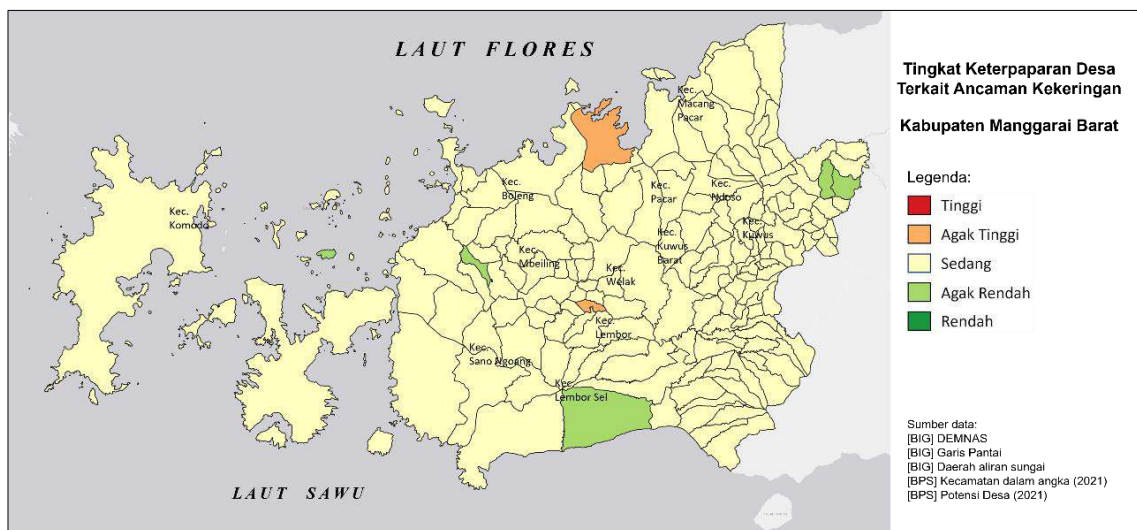 LAUT FLORES
Kec.
Macang
Pacar
Kec.
Boleng
Kec.
Pacar
Kec.
Ndoso
Kec.
Komodo
Kec.
Kuwus
Kec.
Kuwus
Barat
Kec.
Mbeiling
Kec.
Welak
Kec.
Lembor
Kec.
Sano Ngoang
Kec.
Lembor Sel
LAUT SAWU
Tingkat Keterpaparan Desa
Terkait Ancaman Kekeringan
Kabupaten Manggarai Barat
Legenda:
Tinggi
Agak Tinggi
Sedang
Agak Rendah
Rendah
Sumber data:
[BIG] DEMNAS
[BIG] Garis Pantai
[BIG] Daerah aliran sungai
[BPS] Kecamatan dalam angka (2021)
[BPS] Potensi Desa (2021)